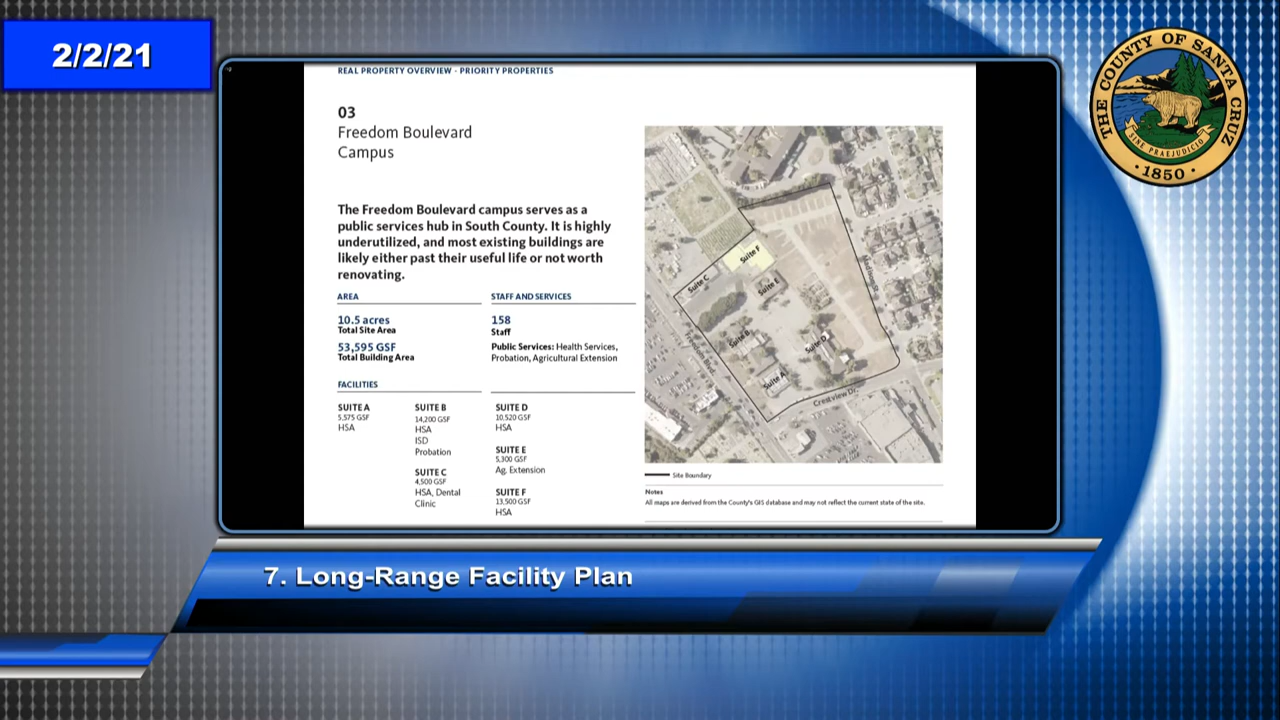 2/2/21
THE COUNTY OF SANTA CRUZ
SINE PRAEJUDICIO
• 1850 •
REAL PROPERTY OVERVIEW - PRIORITY PROPERTIES
03
Freedom Boulevard
Campus
The Freedom Boulevard campus serves as a
public services hub in South County. It is highly
underutilized, and most existing buildings are
likely either past their useful life or not worth
renovating.
AREA
10.5 acres
Total Site Area
53,595 GSF
Total Building Area
STAFF AND SERVICES
158
Staff
Public Services: Health Services,
Probation, Agricultural Extension
FACILITIES
SUITE A
5,575 GSF
HSA
SUITE B
14,200 GSF
HSA
ISD
Probation
SUITE C
4,500 GSF
HSA, Dental
Clinic
SUITE D
10,520 GSF
HSA
SUITE E
5,300 GSF
Ag. Extension
SUITE F
13,500 GSF
HSA
Suite F
Suite C
Suite E
Suite B
Suite D
Suite A
Freedom Blvd.
Crestview Dr.
Site Boundary
Notes
All maps are derived from the County's GIS database and may not reflect the current state of the site.
7. Long-Range Facility Plan